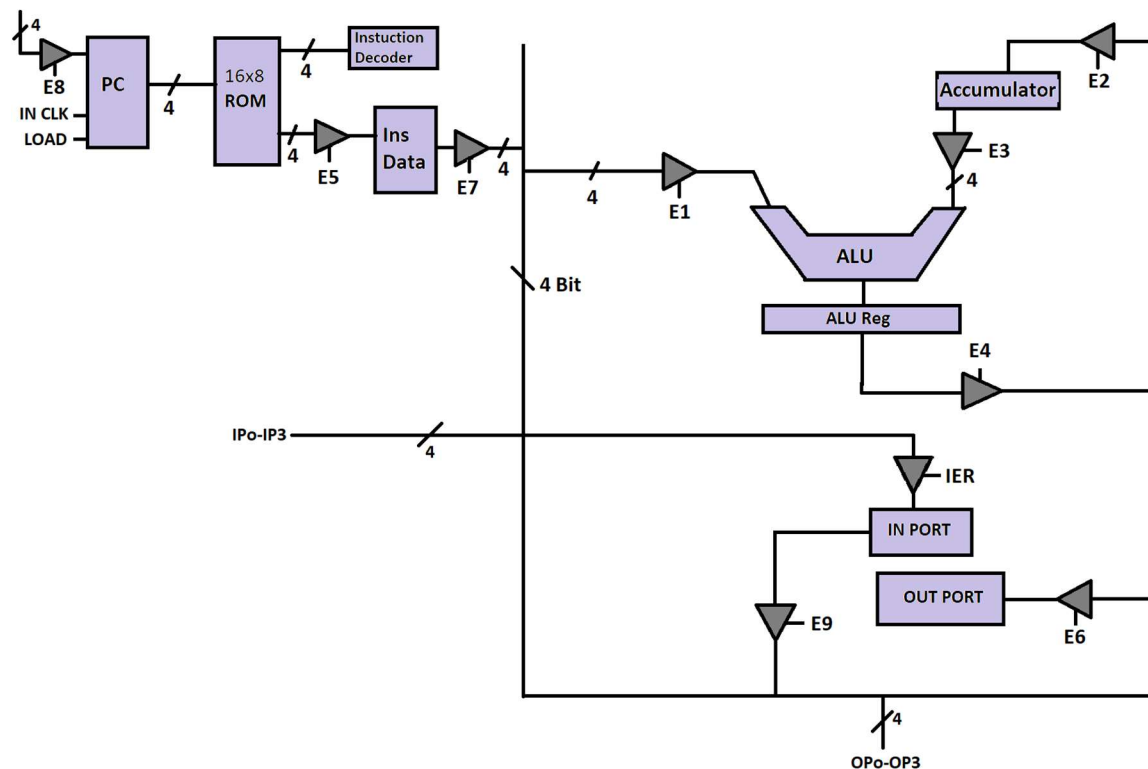 4
E8
PC
IN CLK
LOAD
4
16x8
ROM
4
Instuction
Decoder
4
E5
Ins
Data
E7
4
4
E1
E2
Accumulator
E3
4
ALU
4 Bit
ALU Reg
E4
IPo-IP3
4
IER
IN PORT
OUT PORT
E9
E6
4
OPo-OP3